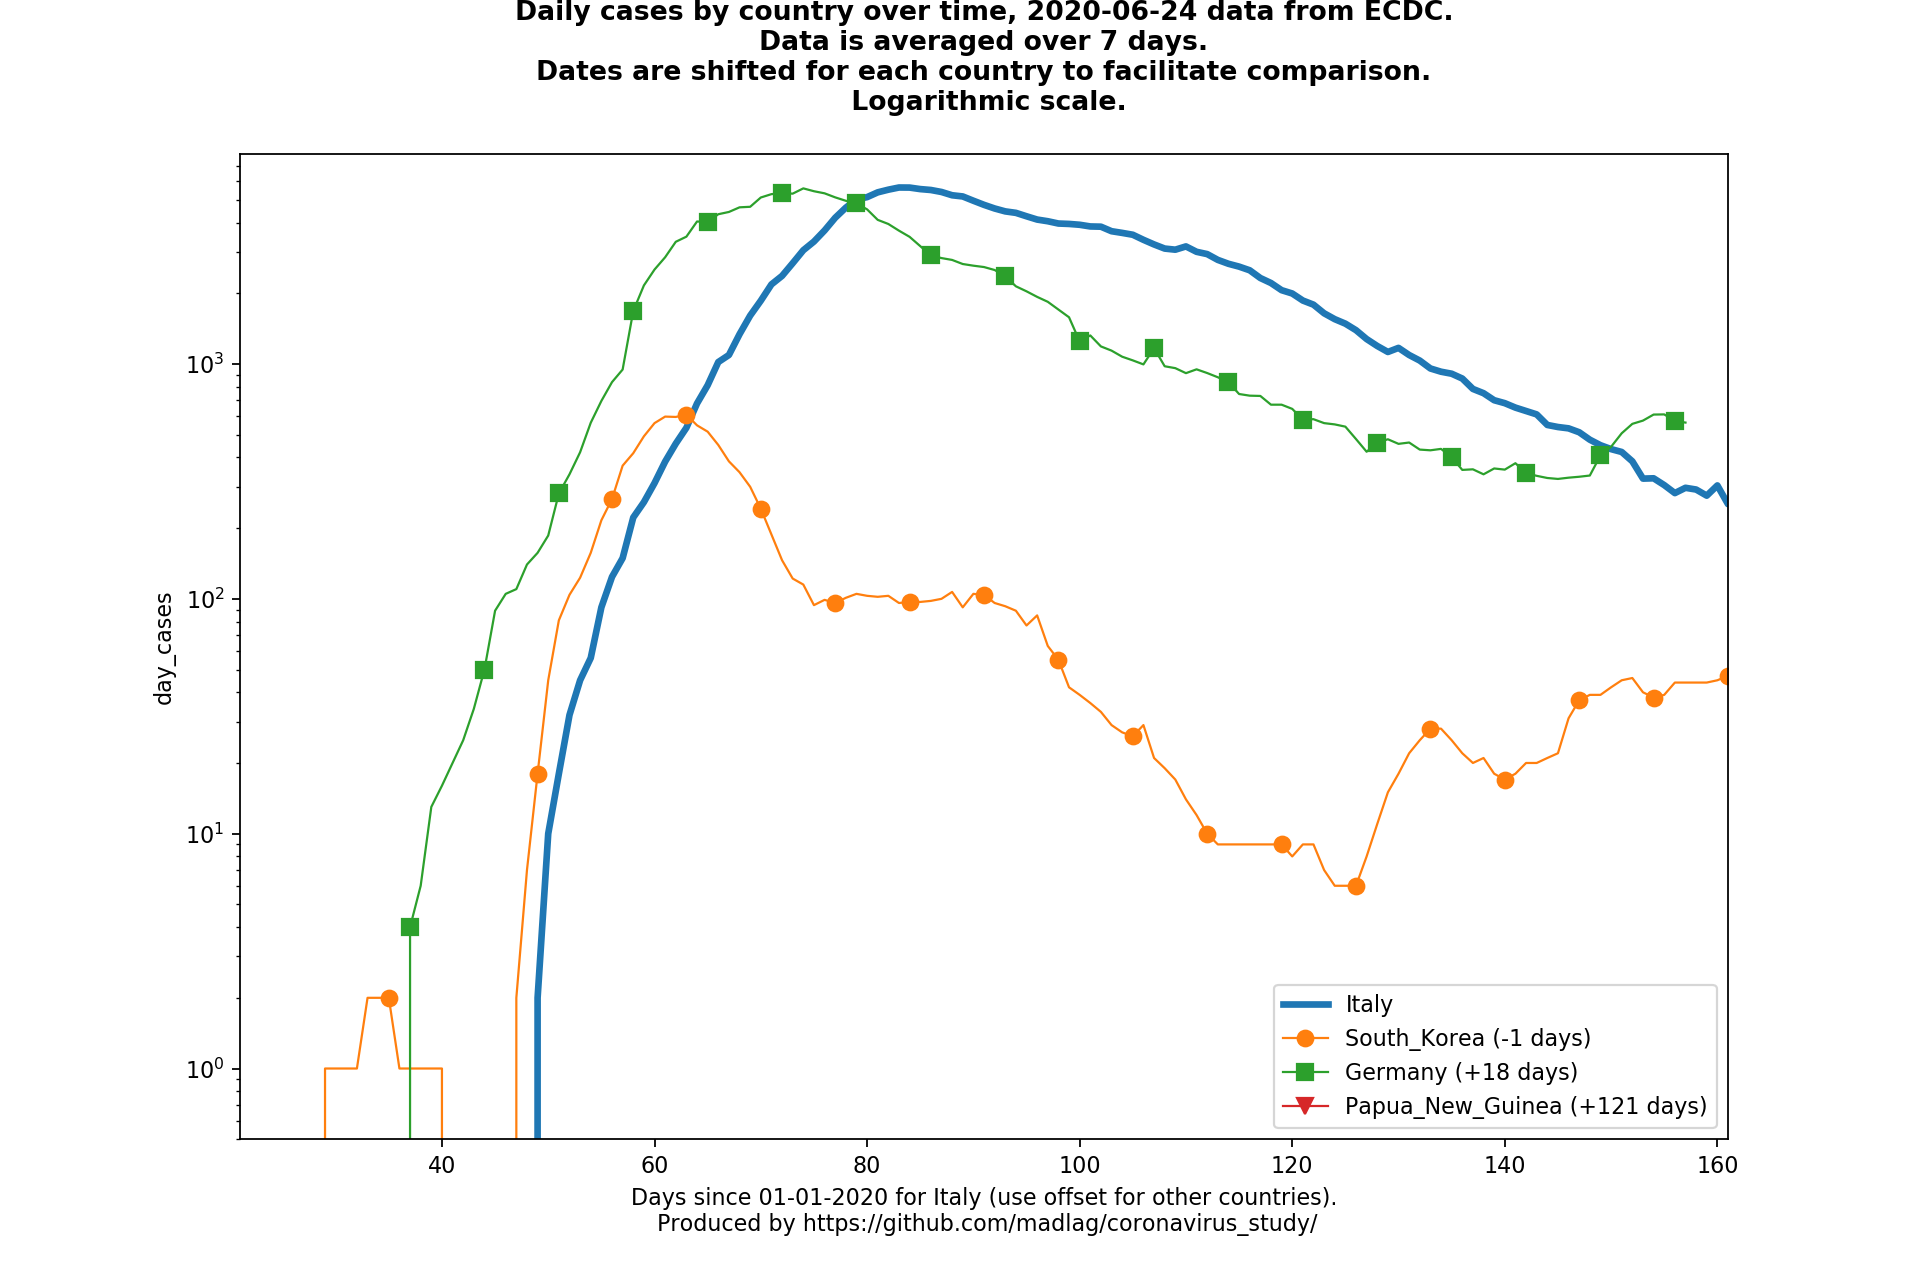 Daily cases by country over time, 2020-06-24 data from ECDC.
Data is averaged over 7 days.
Dates are shifted for each country to facilitate comparison.
Logarithmic scale.
10³
10²
10¹
10⁰
day_cases
Italy
South_Korea (-1 days)
Germany (+18 days)
Papua_New_Guinea (+121 days)
40 60 80 100 120 140 160
Days since 01-01-2020 for Italy (use offset for other countries).
Produced by https://github.com/madlag/coronavirus_study/